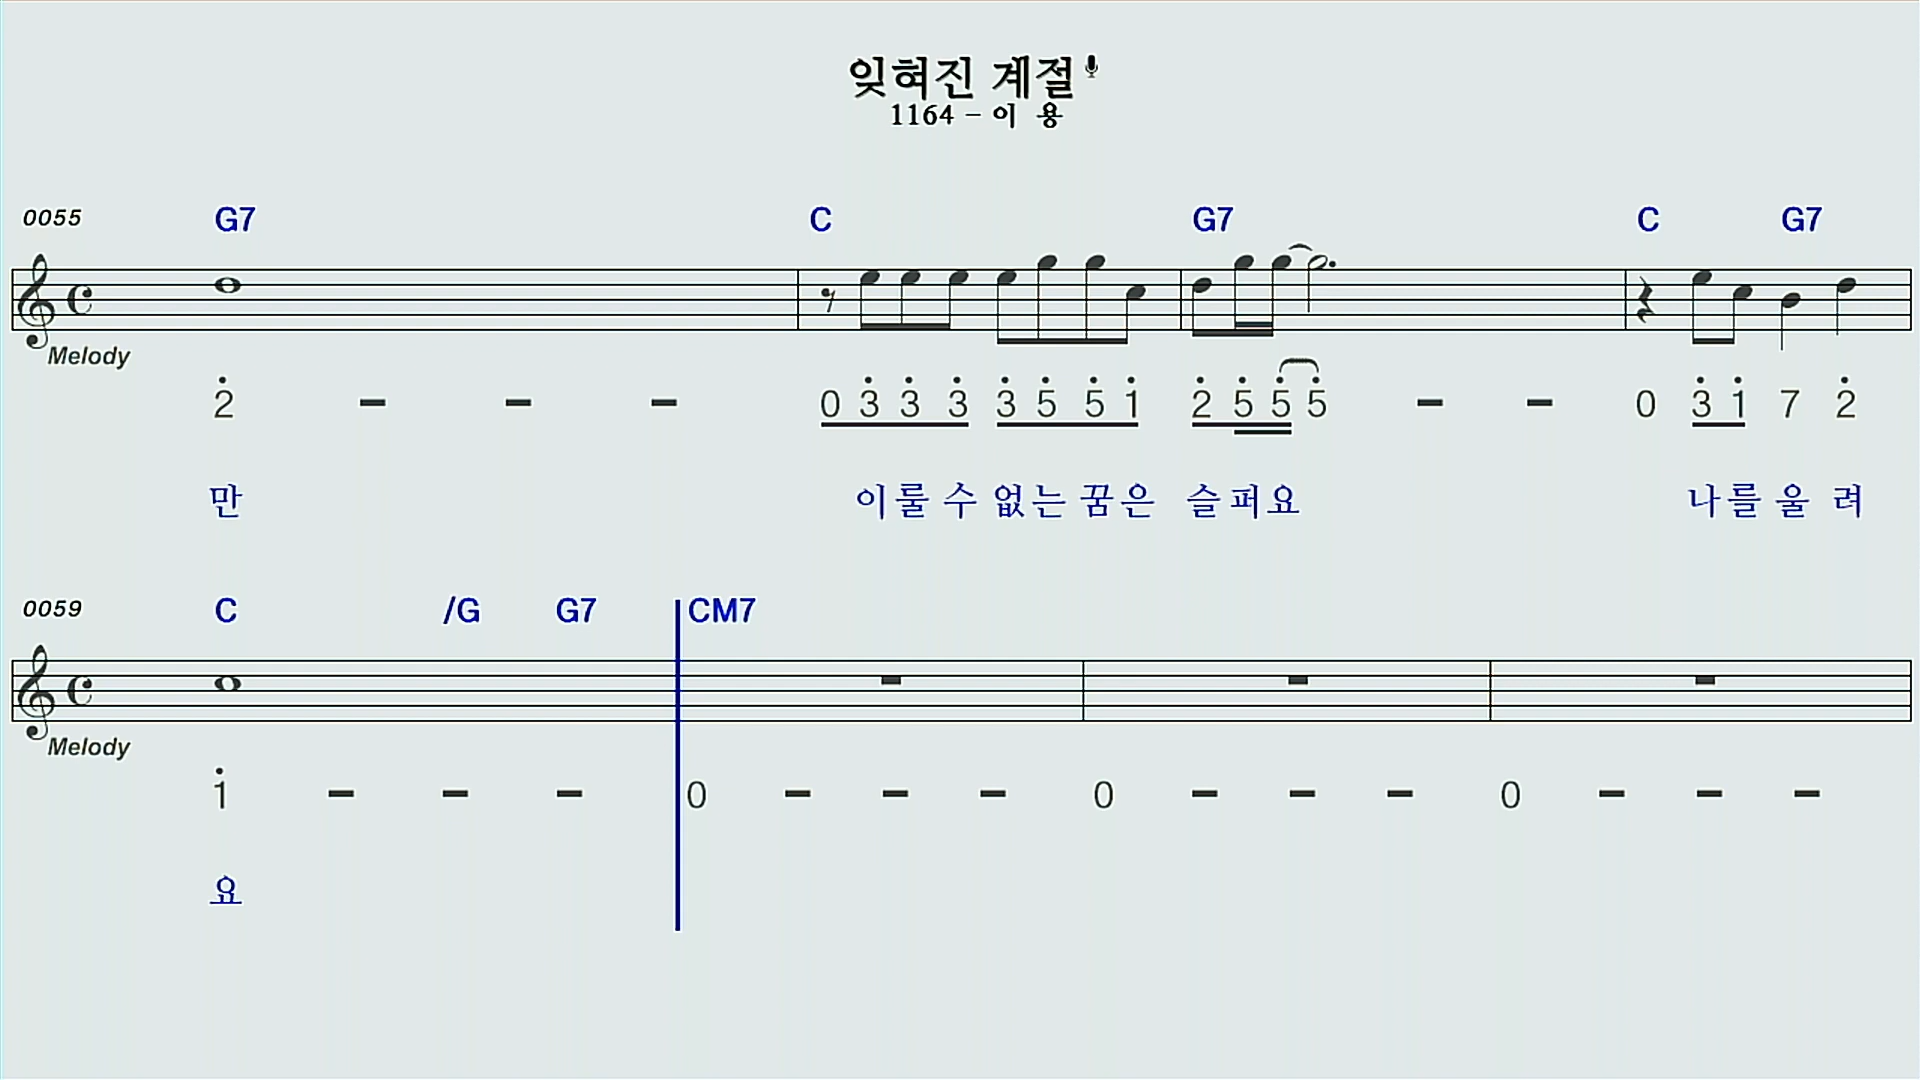 잊혀진 계절
1164 - 이 용
0055 G7 C G7 C G7
Melody
2 - - - 0 3 3 3 3 5 5 1 2 5 5 5 - - 0 3 1 7 2
만 이룰 수 없는 꿈은 슬퍼요 나를 울 려
0059 C /G G7 CM7
Melody
1 - - - 0 - - - 0 - - - 0 - - -
요